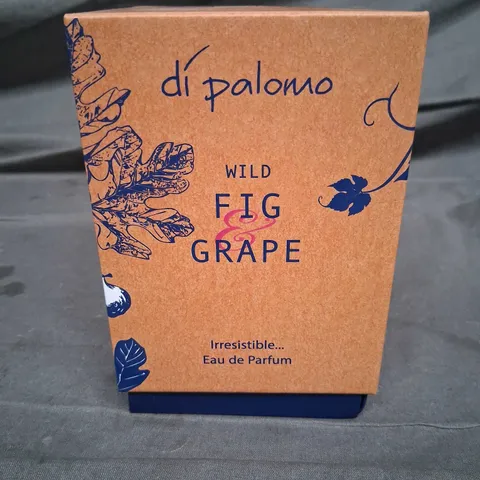 dí palomo
WILD
FIG
&
GRAPE
Irresistible...
Eau de Parfum